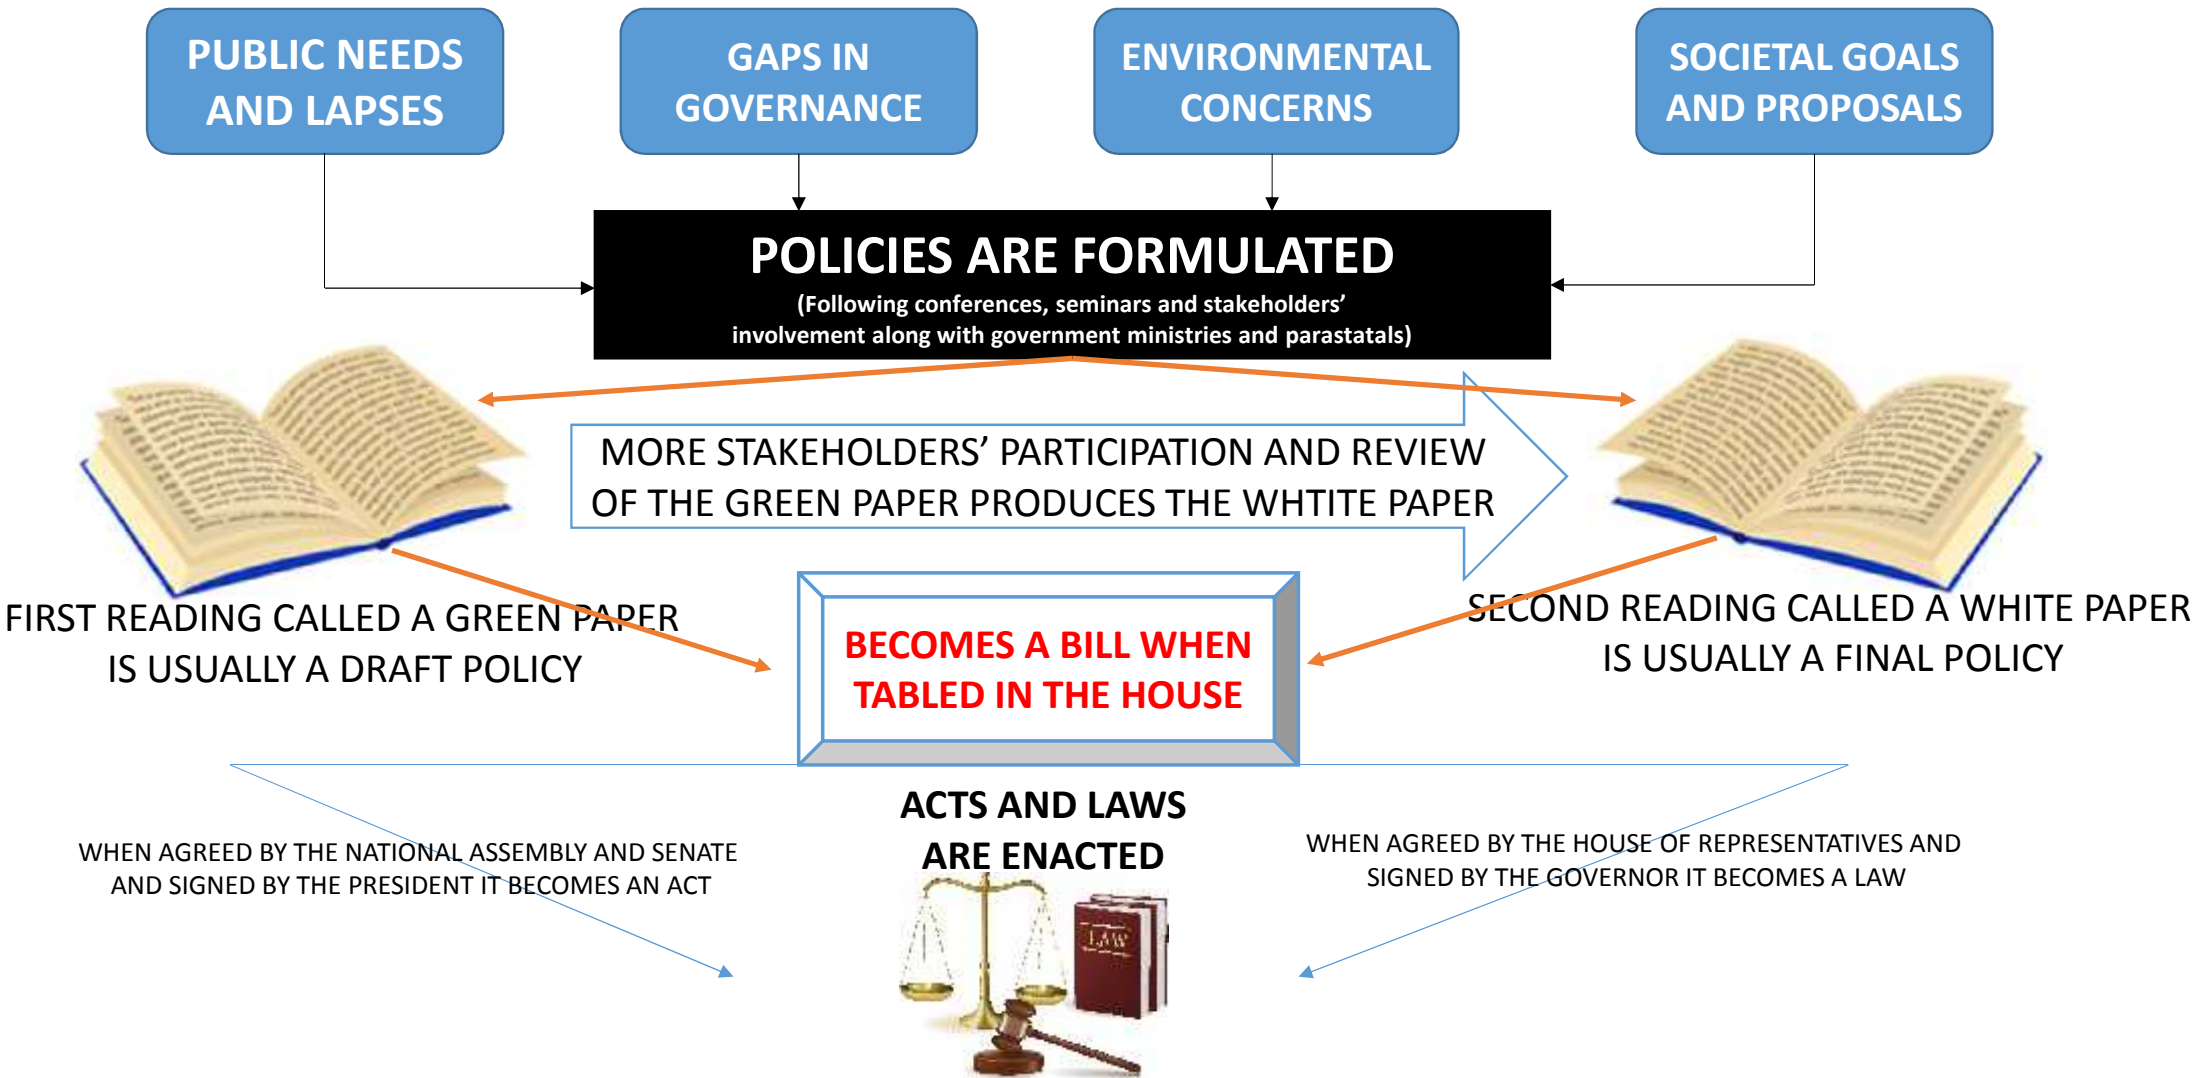 PUBLIC NEEDS
AND LAPSES
GAPS IN
GOVERNANCE
ENVIRONMENTAL
CONCERNS
SOCIETAL GOALS
AND PROPOSALS
POLICIES ARE FORMULATED
(Following conferences, seminars and stakeholders’
involvement along with government ministries and parastatals)
MORE STAKEHOLDERS’ PARTICIPATION AND REVIEW
OF THE GREEN PAPER PRODUCES THE WHTITE PAPER
FIRST READING CALLED A GREEN PAPER
IS USUALLY A DRAFT POLICY
SECOND READING CALLED A WHITE PAPER
IS USUALLY A FINAL POLICY
BECOMES A BILL WHEN
TABLED IN THE HOUSE
ACTS AND LAWS
ARE ENACTED
WHEN AGREED BY THE NATIONAL ASSEMBLY AND SENATE
AND SIGNED BY THE PRESIDENT IT BECOMES AN ACT
WHEN AGREED BY THE HOUSE OF REPRESENTATIVES AND
SIGNED BY THE GOVERNOR IT BECOMES A LAW
LAW